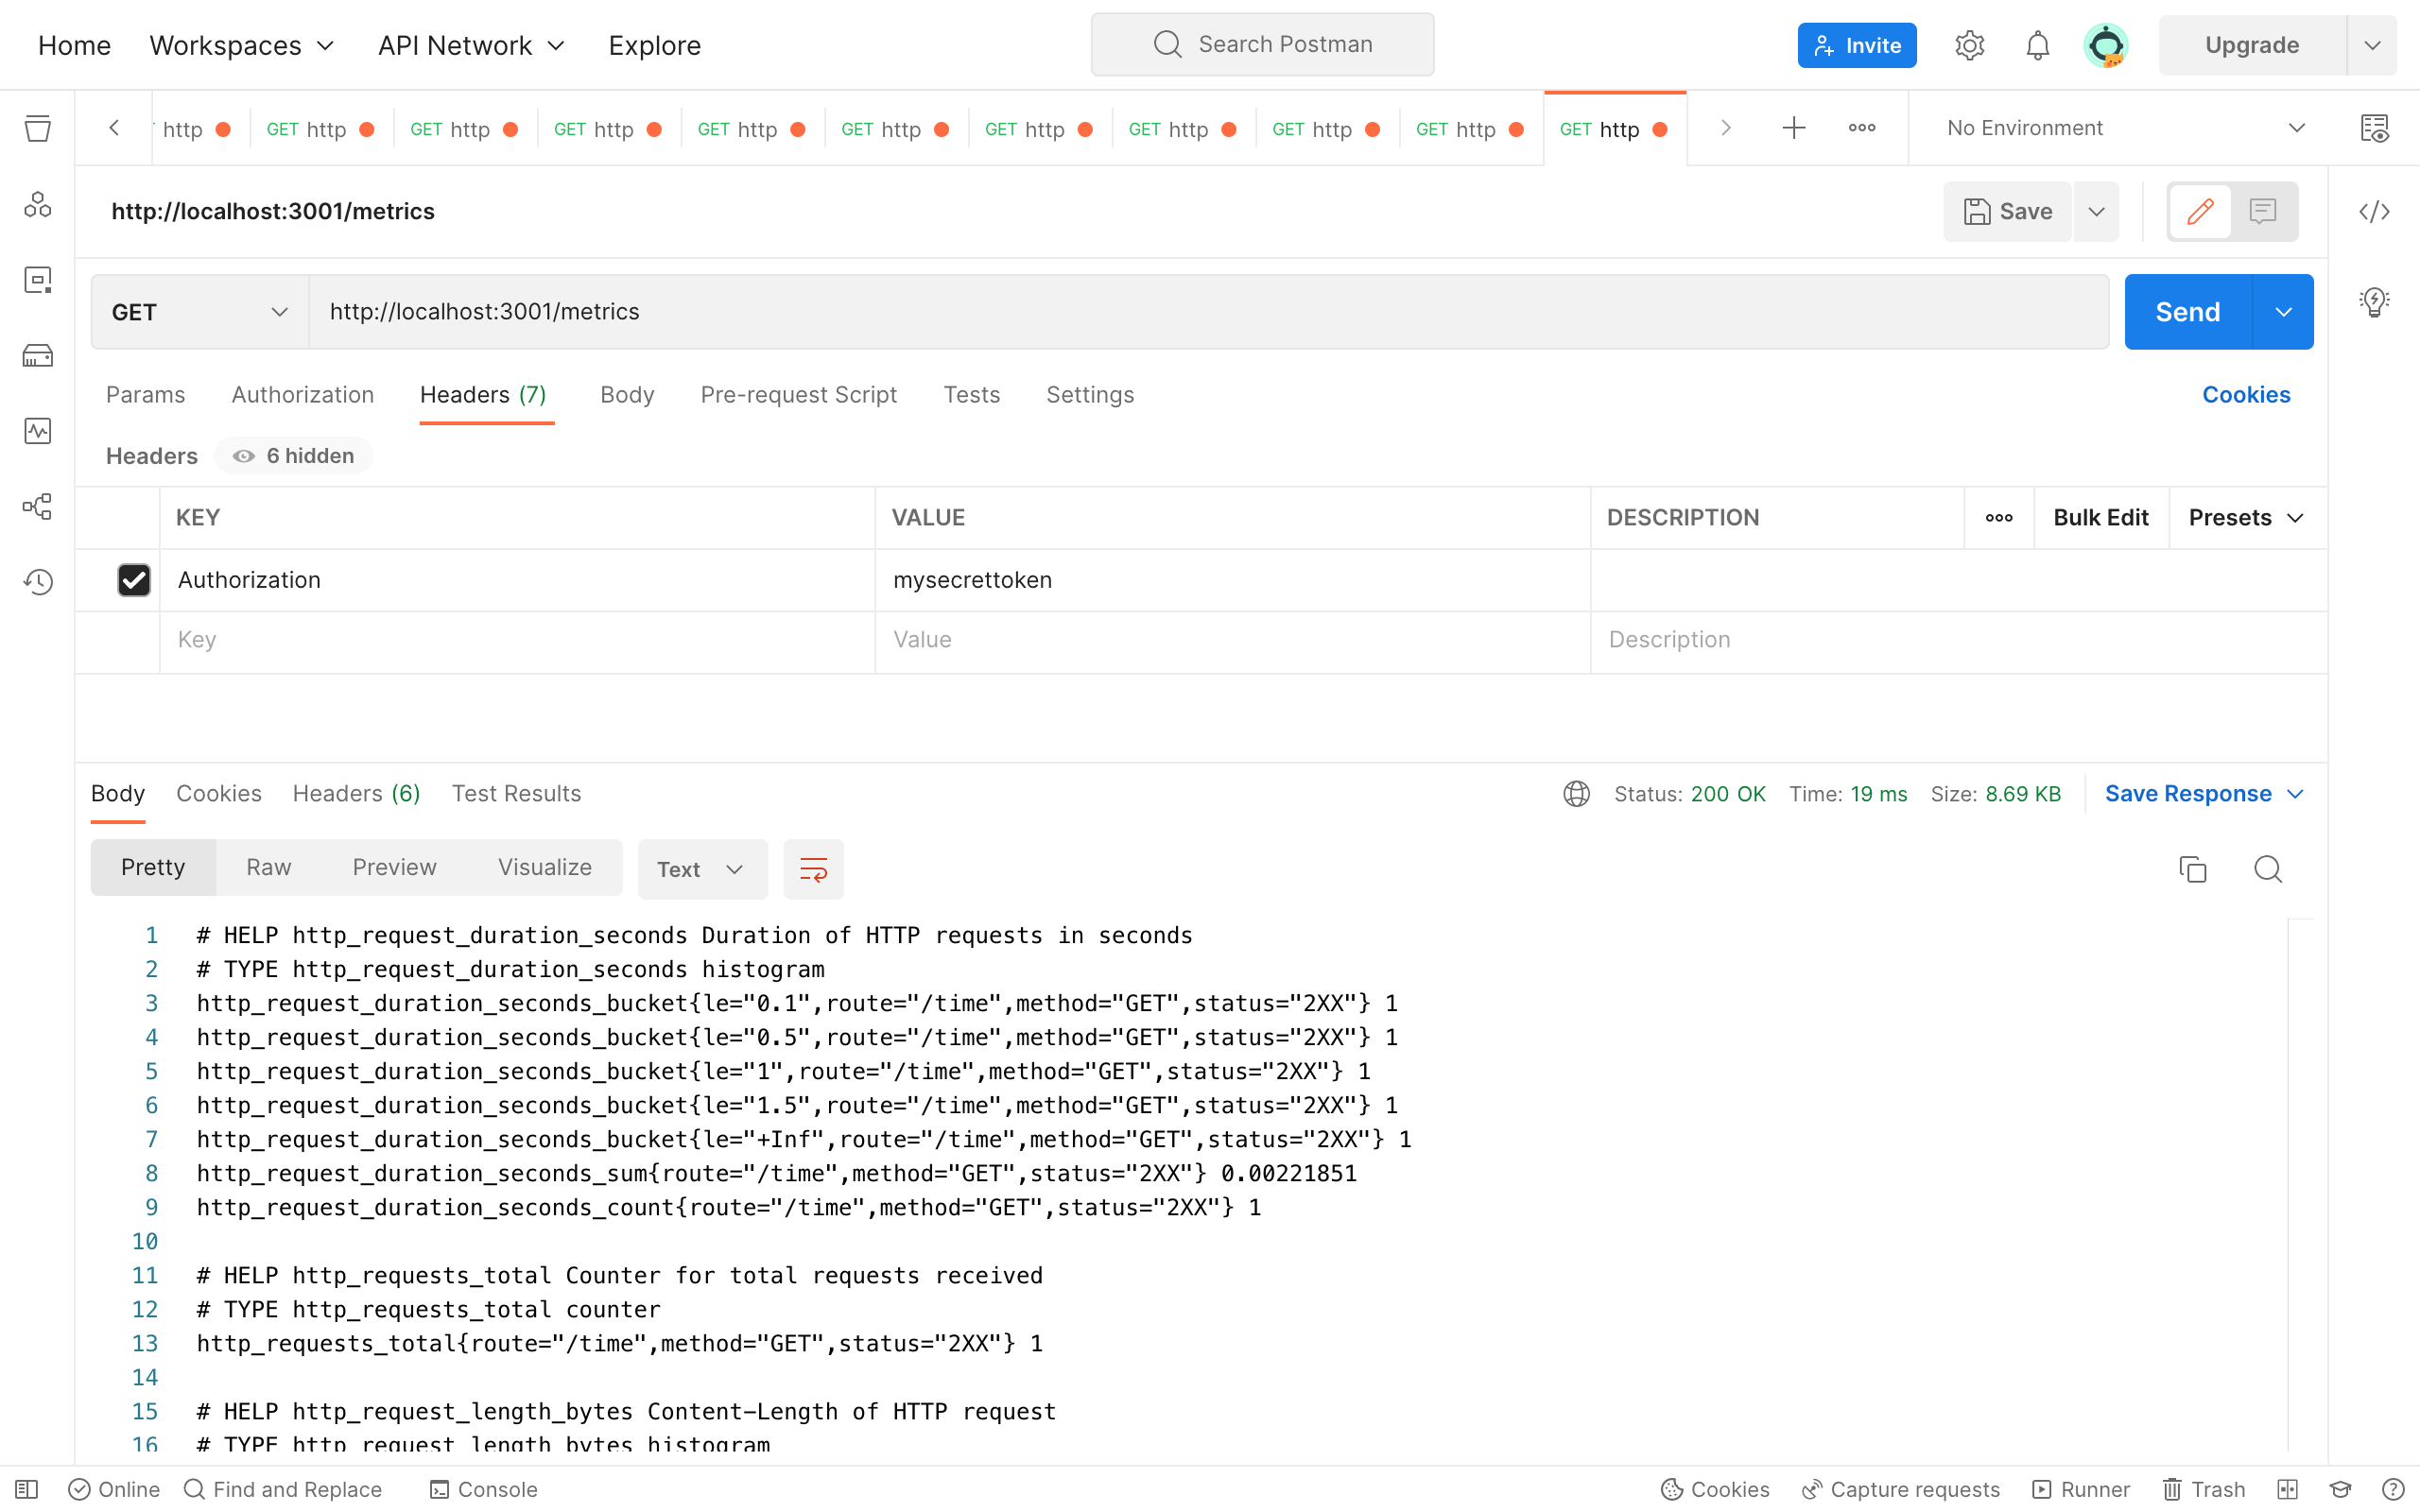 Home Workspaces API Network Explore Search Postman Invite Upgrade
http GET http GET http GET http GET http GET http GET http GET http GET http GET http GET http No Environment
http://localhost:3001/metrics Save
GET http://localhost:3001/metrics Send
Params Authorization Headers (7) Body Pre-request Script Tests Settings Cookies
Headers 6 hidden
KEY VALUE DESCRIPTION Bulk Edit Presets
Authorization mysecrettoken
Key Value Description
Body Cookies Headers (6) Test Results Status: 200 OK Time: 19 ms Size: 8.69 KB Save Response
Pretty Raw Preview Visualize Text
1 # HELP http_request_duration_seconds Duration of HTTP requests in seconds
2 # TYPE http_request_duration_seconds histogram
3 http_request_duration_seconds_bucket{le="0.1",route="/time",method="GET",status="2XX"} 1
4 http_request_duration_seconds_bucket{le="0.5",route="/time",method="GET",status="2XX"} 1
5 http_request_duration_seconds_bucket{le="1",route="/time",method="GET",status="2XX"} 1
6 http_request_duration_seconds_bucket{le="1.5",route="/time",method="GET",status="2XX"} 1
7 http_request_duration_seconds_bucket{le="+Inf",route="/time",method="GET",status="2XX"} 1
8 http_request_duration_seconds_sum{route="/time",method="GET",status="2XX"} 0.00221851
9 http_request_duration_seconds_count{route="/time",method="GET",status="2XX"} 1
10
11 # HELP http_requests_total Counter for total requests received
12 # TYPE http_requests_total counter
13 http_requests_total{route="/time",method="GET",status="2XX"} 1
14
15 # HELP http_request_length_bytes Content-Length of HTTP request
16 # TYPE http_request_length_bytes histogram
Online Find and Replace Console Cookies Capture requests Runner Trash